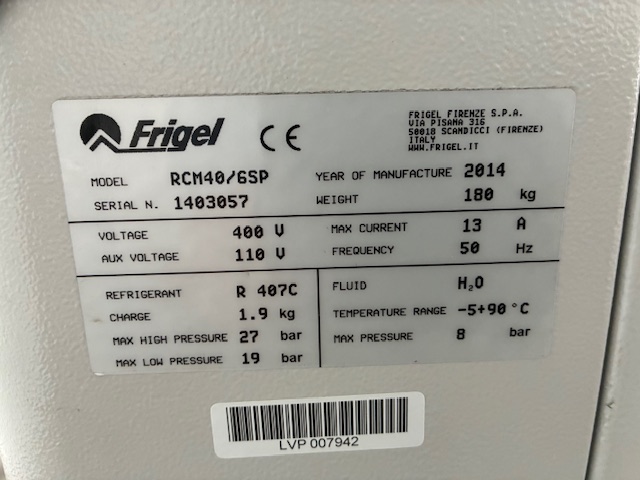 Frigel
CE
FRIGEL FIRENZE S.P.A.
VIA PISANA 316
50018 SCANDICCI (FIRENZE)
ITALY
WWW.FRIGEL.IT
MODEL RCM40/6SP
YEAR OF MANUFACTURE 2014
SERIAL N. 1403057
WEIGHT 180 kg
VOLTAGE 400 V
MAX CURRENT 13 A
AUX VOLTAGE 110 V
FREQUENCY 50 Hz
REFRIGERANT R 407C
CHARGE 1.9 kg
MAX HIGH PRESSURE 27 bar
MAX LOW PRESSURE 19 bar
FLUID H₂O
TEMPERATURE RANGE -5+90 °C
MAX PRESSURE 8 bar
LVP 007942